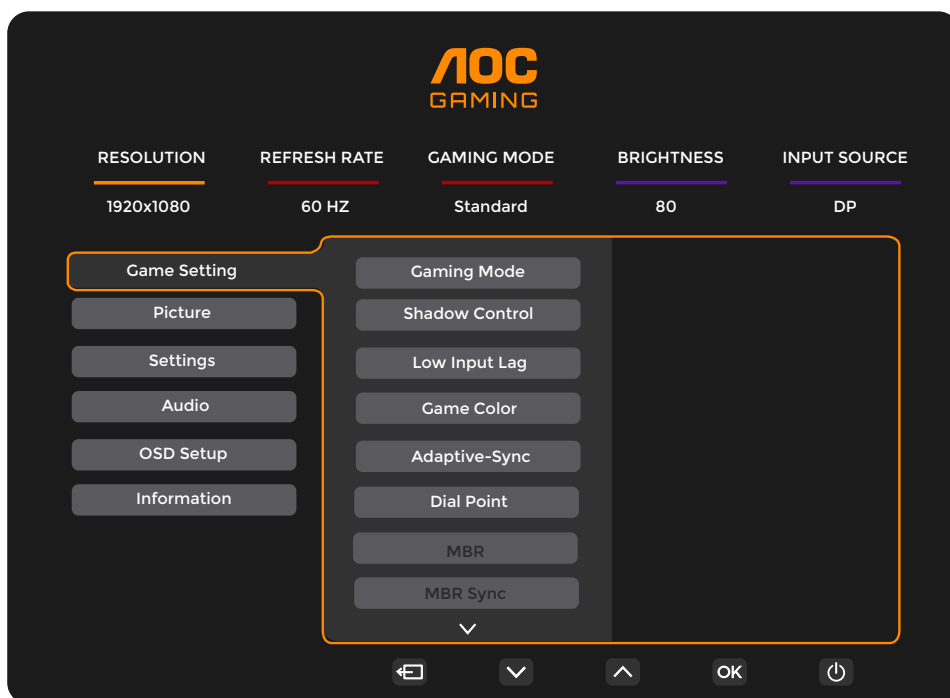 AOC
GAMING
RESOLUTION REFRESH RATE GAMING MODE BRIGHTNESS INPUT SOURCE
1920x1080 60 HZ Standard 80 DP
Game Setting
Picture
Settings
Audio
OSD Setup
Information
Gaming Mode
Shadow Control
Low Input Lag
Game Color
Adaptive-Sync
Dial Point
MBR
MBR Sync
OK